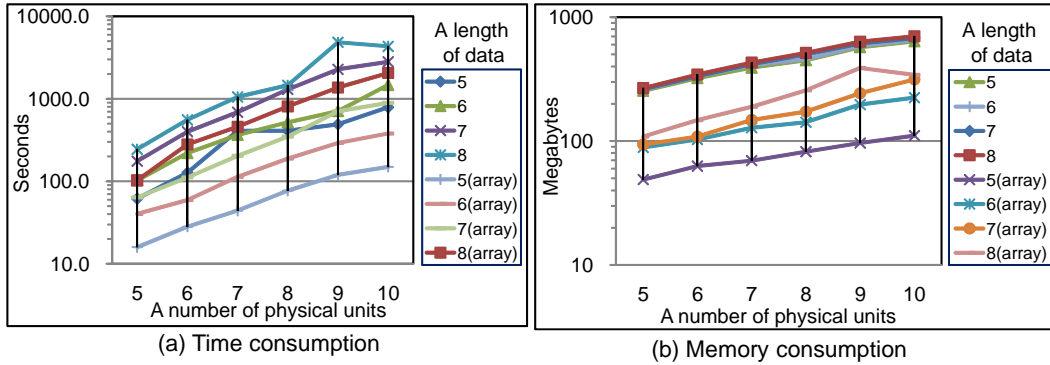 10000.0
1000.0
100.0
10.0
Seconds
5 6 7 8 9 10
A number of physical units
A length
of data
5
6
7
8
5(array)
6(array)
7(array)
8(array)
(a) Time consumption
1000
100
10
Megabytes
5 6 7 8 9 10
A number of physical units
A length
of data
5
6
7
8
5(array)
6(array)
7(array)
8(array)
(b) Memory consumption